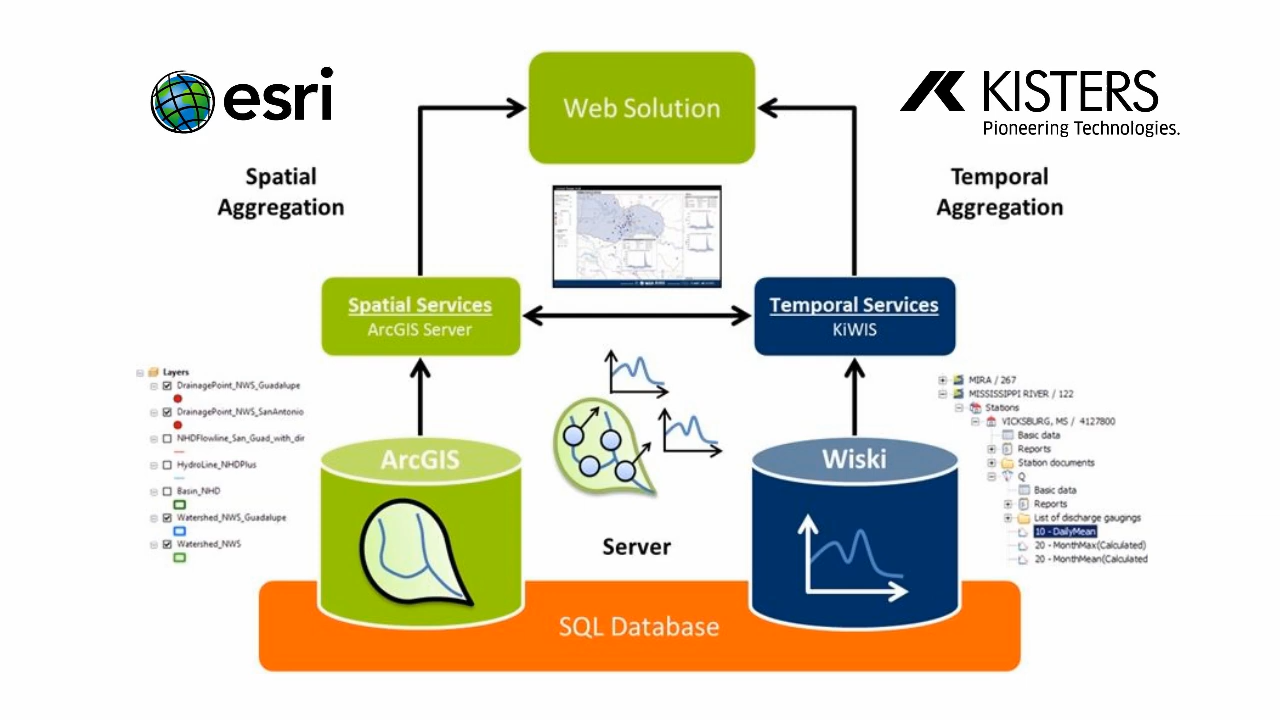 esri
KISTERS
Pioneering Technologies.
Web Solution
Spatial
Aggregation
Temporal
Aggregation
Spatial Services
ArcGIS Server
Temporal Services
KiWIS
Layers
DrainagePoint_NWS_Guadalupe
DrainagePoint_NWS_SanAntonio
NHDFlowline_San_Guad_with_dir
HydroLine_NHDPlus
Basin_NHD
Watershed_NWS_Guadalupe
Watershed_NWS
MIRA / 267
MISSISSIPPI RIVER / 122
Stations
VICKSBURG, MS / 4127800
Basic data
Reports
Station documents
Q
Basic data
Reports
List of discharge gaugings
10 - DailyMean
20 - MonthMax(Calculated)
20 - MonthMean(Calculated
ArcGIS
Wiski
Server
SQL Database